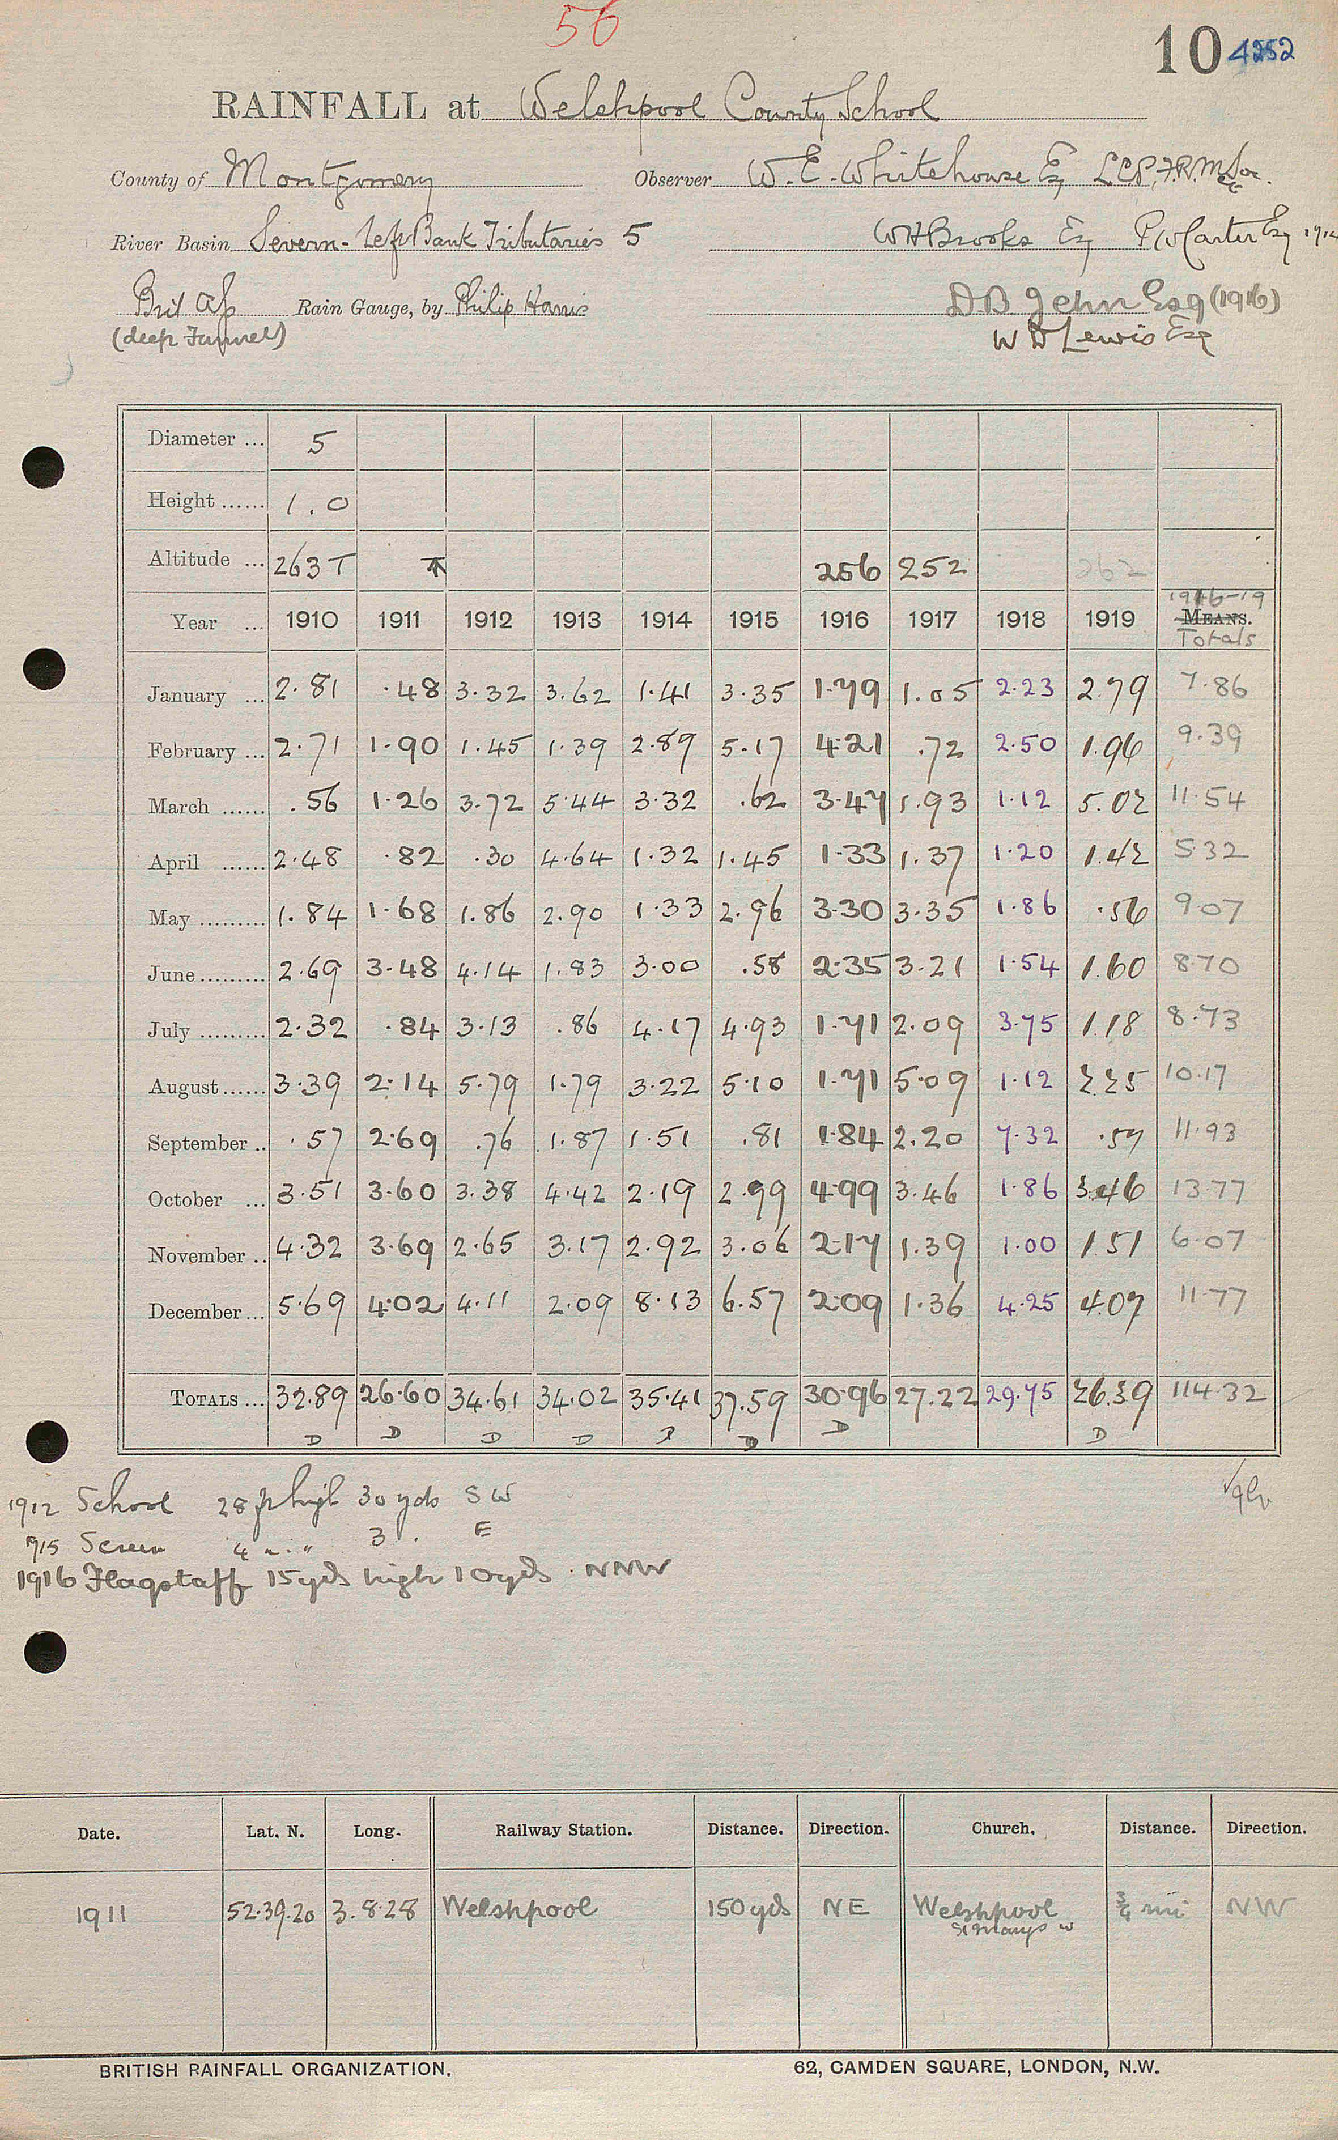 56
10 4252
RAINFALL at Welshpool County School
County of Montgomery Observer W. E. Whitehouse Esq L.C.P., F.R.Met.Soc.
River Basin Severn - Left Bank Tributaries 5 W H Brooks Esq P W Carter Esq 1912
Brit Ass Rain Gauge, by Philip Harris D B John Esq (1916)
(deep Funnel) W D Lewis Esq
Diameter ... 5
Height ...... 1.0
Altitude ... 263 T 256 252 262
1916-19
Year ... 1910 1911 1912 1913 1914 1915 1916 1917 1918 1919 MEANS.
Totals
January ... 2.81 .48 3.32 3.62 1.41 3.35 1.79 1.05 2.23 2.79 7.86
February ... 2.71 1.90 1.45 1.39 2.89 5.17 4.21 .72 2.50 1.96 9.39
March ...... .56 1.26 3.72 5.44 3.32 .62 3.47 1.93 1.12 5.02 11.54
April ...... 2.48 .82 .30 4.64 1.32 1.45 1.33 1.37 1.20 1.42 5.32
May ......... 1.84 1.68 1.86 2.90 1.33 2.96 3.30 3.35 1.86 .56 9.07
June ......... 2.69 3.48 4.14 1.83 3.00 .58 2.35 3.21 1.54 1.60 8.70
July ......... 2.32 .84 3.13 .86 4.17 4.93 1.71 2.09 3.75 1.18 8.73
August ...... 3.39 2.14 5.79 1.79 3.22 5.10 1.71 5.09 1.12 2.25 10.17
September .. .57 2.69 .76 1.87 1.51 .81 1.84 2.20 7.32 .57 11.93
October ... 3.51 3.60 3.38 4.42 2.19 2.99 4.99 3.46 1.86 3.46 13.77
November .. 4.32 3.69 2.65 3.17 2.92 3.06 2.17 1.39 1.00 1.51 6.07
December ... 5.69 4.02 4.11 2.09 8.13 6.57 2.09 1.36 4.25 4.07 11.77
TOTALS ... 32.89 26.60 34.61 34.02 35.41 37.59 30.96 27.22 29.75 26.39 114.32
D D D D D D D D
1912 School 28 ft high 30 yds S W
1915 Screen 4 " " 3 . E
1916 Flagstaff 15 yds high 10 yds . NNW
Date. Lat. N. Long. Railway Station. Distance. Direction. Church. Distance. Direction.
1911 52.39.20 3.8.28 Welshpool 150 yds NE Welshpool ¾ mi NW
St Marys W
BRITISH RAINFALL ORGANIZATION. 62, CAMDEN SQUARE, LONDON, N.W.